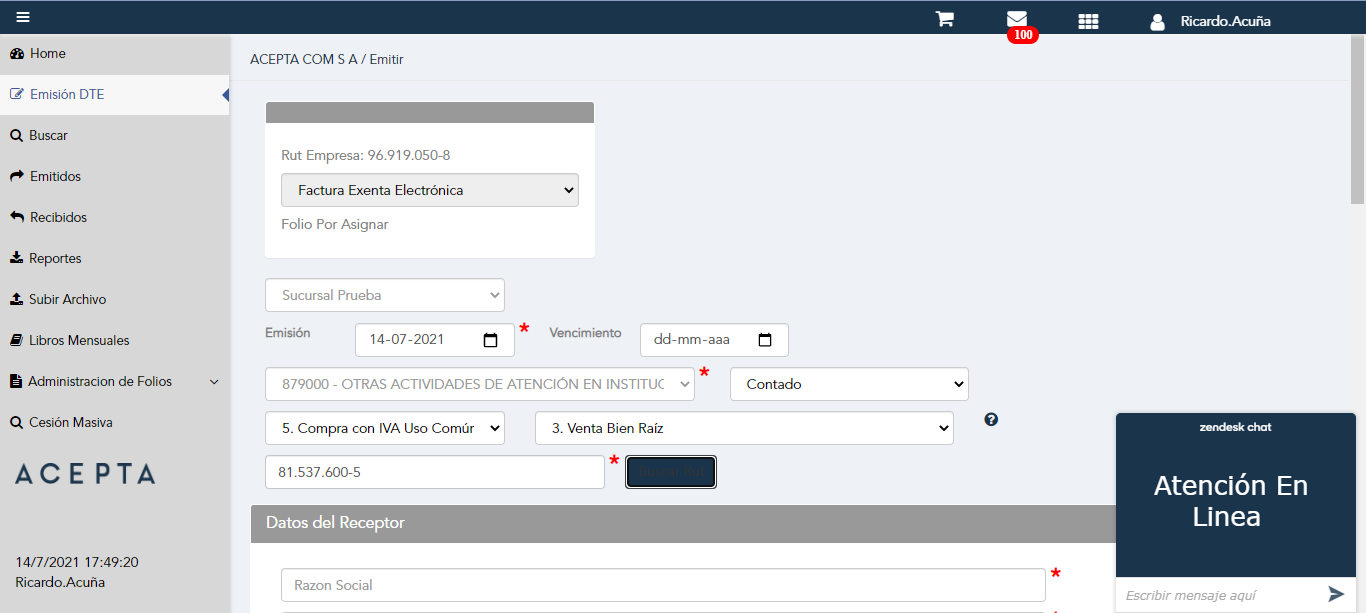 Ricardo.Acuña
100
Home
Emisión DTE
Buscar
Emitidos
Recibidos
Reportes
Subir Archivo
Libros Mensuales
Administracion de Folios
Cesión Masiva
ACEPTA
14/7/2021 17:49:20
Ricardo.Acuña
ACEPTA COM S A / Emitir
Rut Empresa: 96.919.050-8
Factura Exenta Electrónica
Folio Por Asignar
Sucursal Prueba
Emisión 14-07-2021 * Vencimiento dd-mm-aaa
879000 - OTRAS ACTIVIDADES DE ATENCIÓN EN INSTITUC * Contado
5. Compra con IVA Uso Comúr 3. Venta Bien Raíz ?
81.537.600-5 *
Datos del Receptor
Razon Social *
zendesk chat
Atención En
Linea
Escribir mensaje aquí